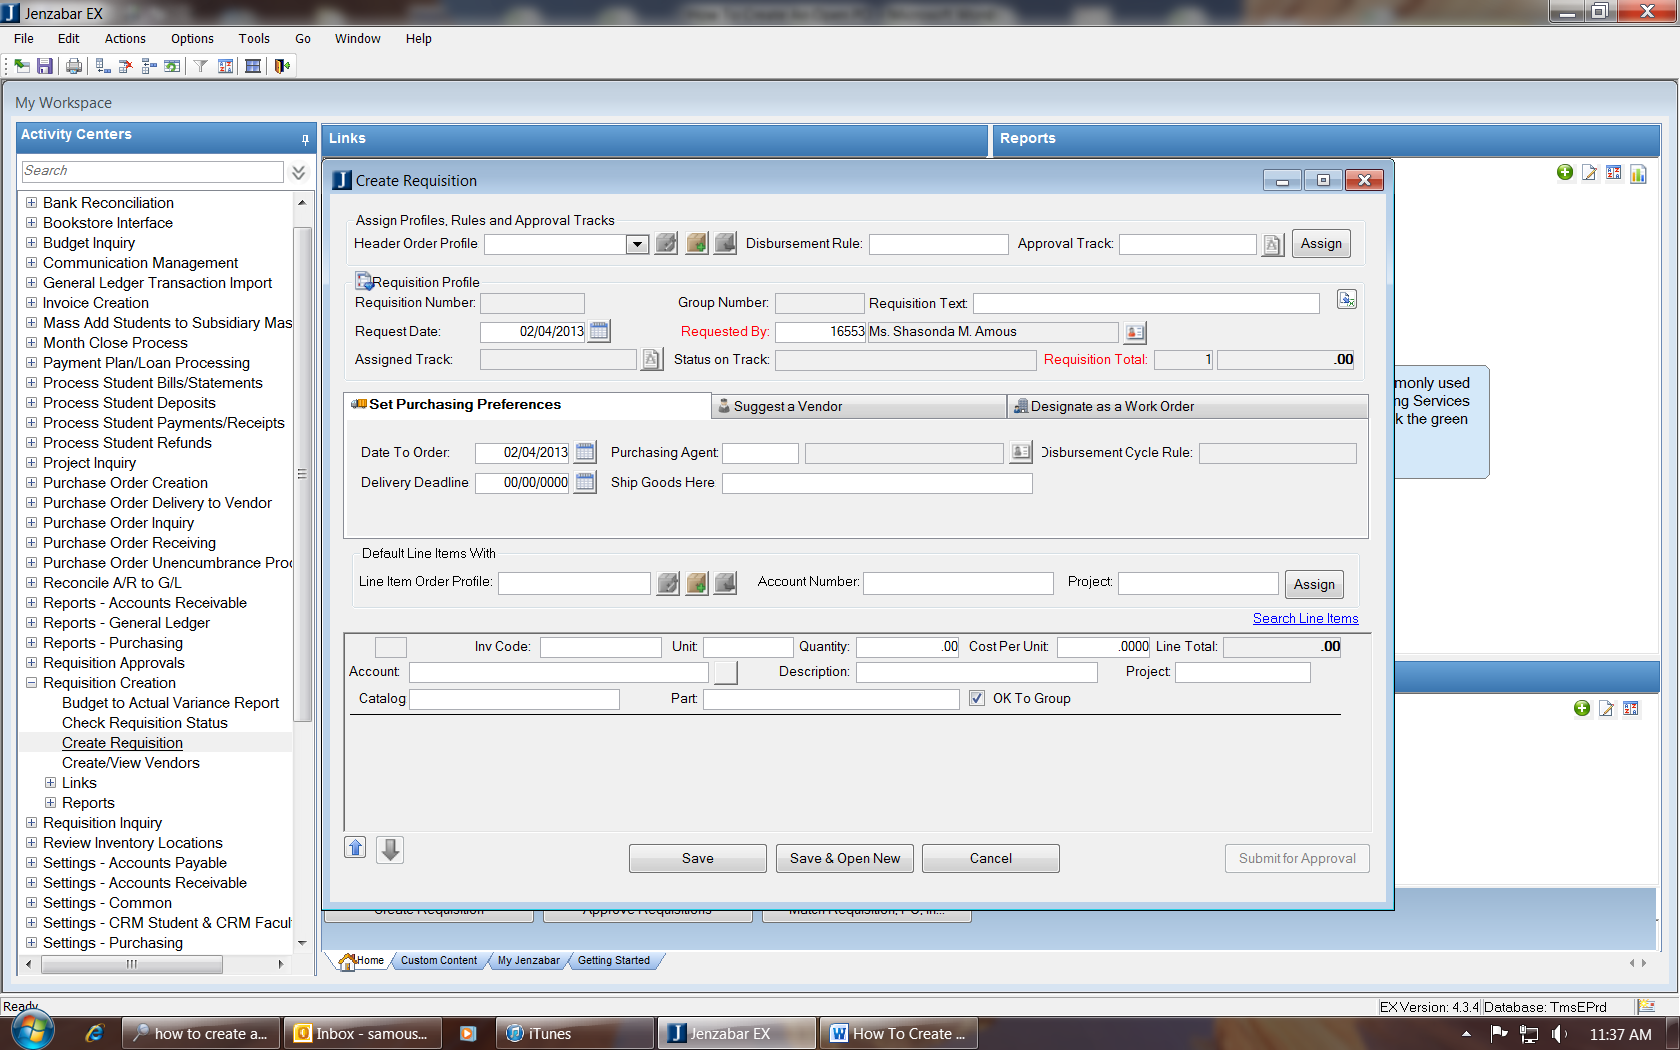 Jenzabar EX
File Edit Actions Options Tools Go Window Help
My Workspace
Activity Centers
Search
Bank Reconciliation
Bookstore Interface
Budget Inquiry
Communication Management
General Ledger Transaction Import
Invoice Creation
Mass Add Students to Subsidiary Mas
Month Close Process
Payment Plan/Loan Processing
Process Student Bills/Statements
Process Student Deposits
Process Student Payments/Receipts
Process Student Refunds
Project Inquiry
Purchase Order Creation
Purchase Order Delivery to Vendor
Purchase Order Inquiry
Purchase Order Receiving
Purchase Order Unencumbrance Proc
Reconcile A/R to G/L
Reports - Accounts Receivable
Reports - General Ledger
Reports - Purchasing
Requisition Approvals
Requisition Creation
Budget to Actual Variance Report
Check Requisition Status
Create Requisition
Create/View Vendors
Links
Reports
Requisition Inquiry
Review Inventory Locations
Settings - Accounts Payable
Settings - Accounts Receivable
Settings - Common
Settings - CRM Student & CRM Facul
Settings - Purchasing
Links
Reports
Create Requisition
Assign Profiles, Rules and Approval Tracks
Header Order Profile Disbursement Rule: Approval Track: Assign
Requisition Profile
Requisition Number: Group Number: Requisition Text:
Request Date: 02/04/2013 Requested By: 16553 Ms. Shasonda M. Amous
Assigned Track: Status on Track: Requisition Total: 1 .00
Set Purchasing Preferences Suggest a Vendor Designate as a Work Order
Date To Order: 02/04/2013 Purchasing Agent: Disbursement Cycle Rule:
Delivery Deadline 00/00/0000 Ship Goods Here
Default Line Items With
Line Item Order Profile: Account Number: Project: Assign
Search Line Items
Inv Code: Unit: Quantity: .00 Cost Per Unit: .0000 Line Total: .00
Account: Description: Project:
Catalog Part: OK To Group
Save Save & Open New Cancel Submit for Approval
monly used
ng Services
k the green
Create Requisition Approve Requisitions Match Requisition, PO, In...
Home Custom Content My Jenzabar Getting Started
Ready
EX Version: 4.3.4 Database: TmsEPrd
how to create a... Inbox - samous... iTunes Jenzabar EX How To Create ... 11:37 AM